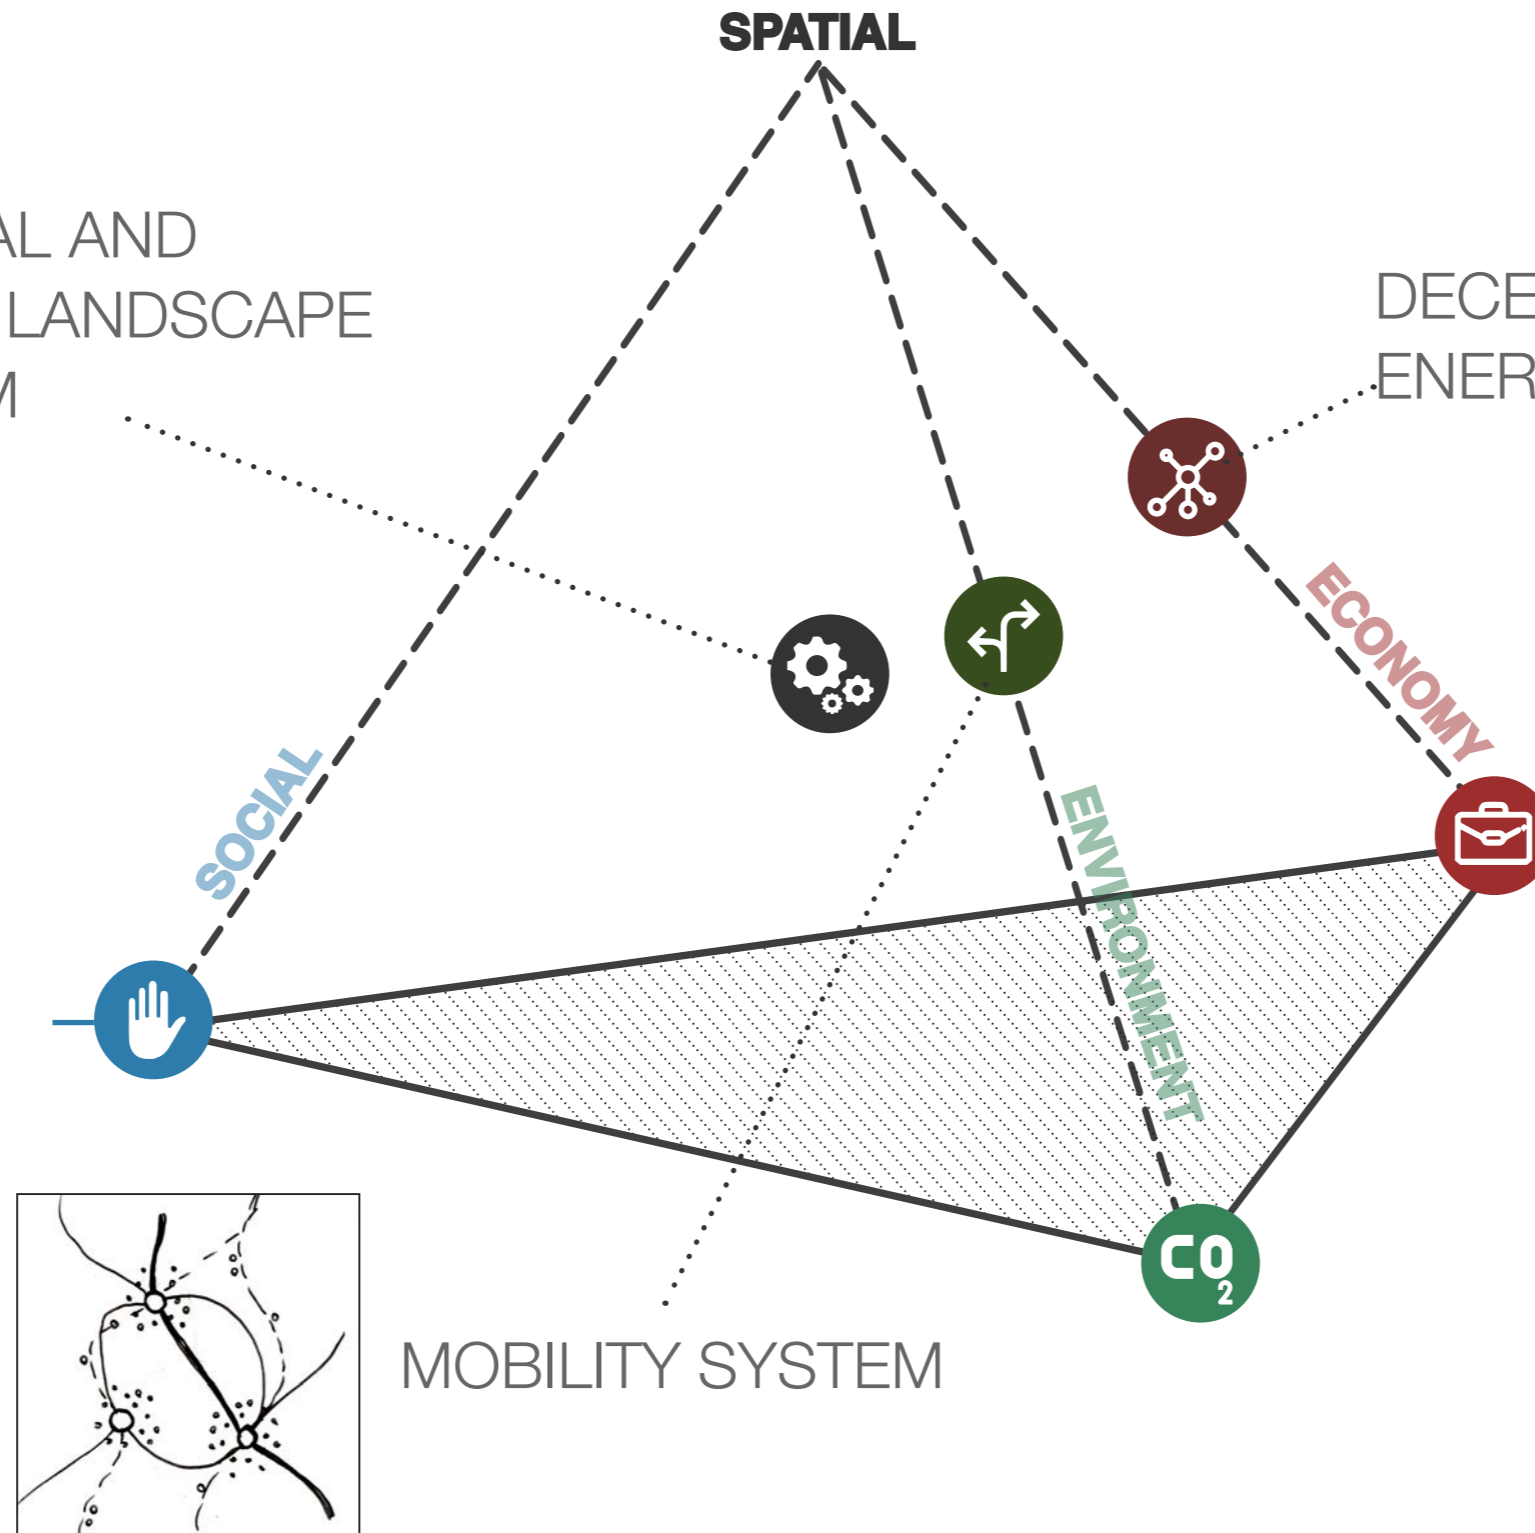 SPATIAL
AL AND
LANDSCAPE
M
DECE
ENER
ECONOMY
SOCIAL
ENVIRONMENT
CO2
MOBILITY SYSTEM